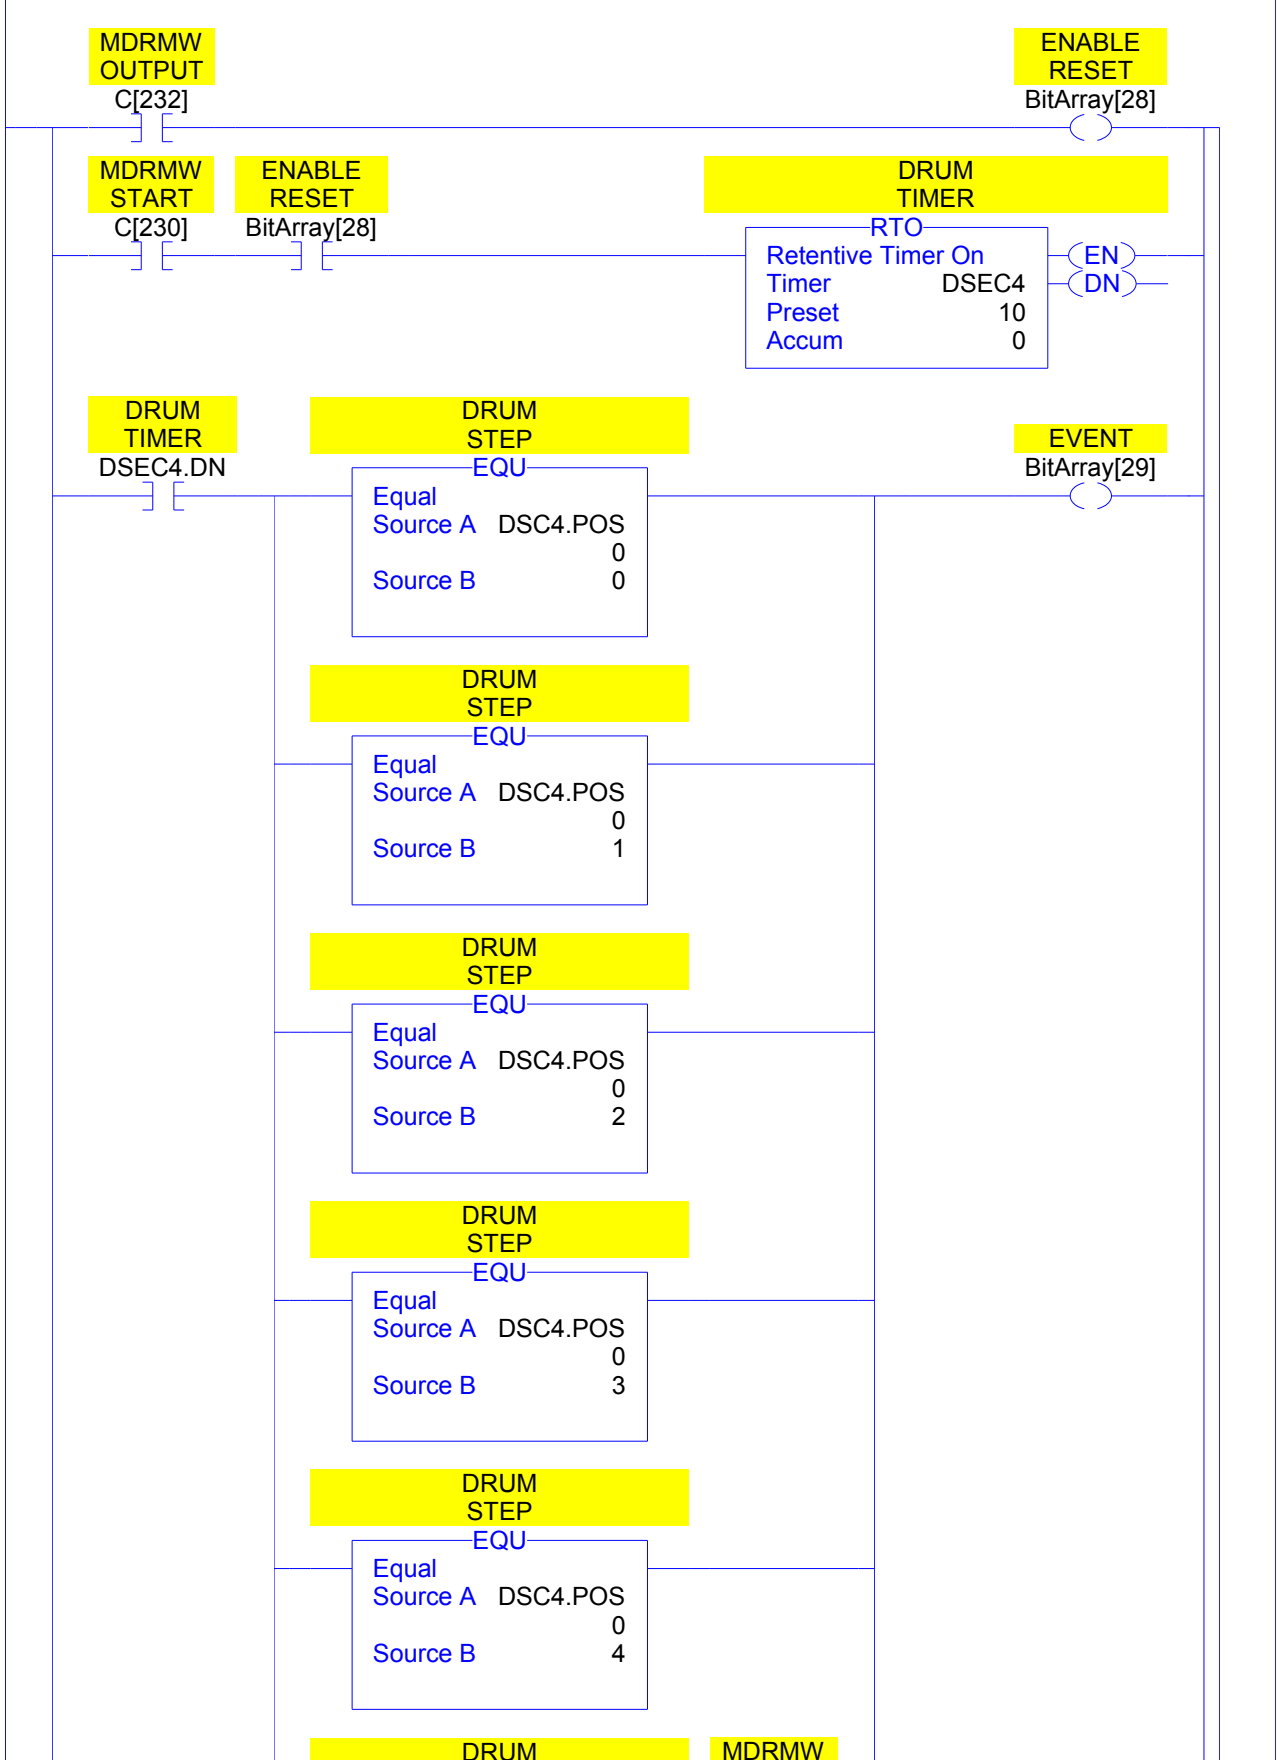 MDRMW
OUTPUT
C[232]
ENABLE
RESET
BitArray[28]
MDRMW
START
C[230]
ENABLE
RESET
BitArray[28]
DRUM
TIMER
RTO
Retentive Timer On
Timer DSEC4
Preset 10
Accum 0
EN
DN
DRUM
TIMER
DSEC4.DN
DRUM
STEP
EQU
Equal
Source A DSC4.POS
0
Source B 0
EVENT
BitArray[29]
DRUM
STEP
EQU
Equal
Source A DSC4.POS
0
Source B 1
DRUM
STEP
EQU
Equal
Source A DSC4.POS
0
Source B 2
DRUM
STEP
EQU
Equal
Source A DSC4.POS
0
Source B 3
DRUM
STEP
EQU
Equal
Source A DSC4.POS
0
Source B 4
DRUM
MDRMW